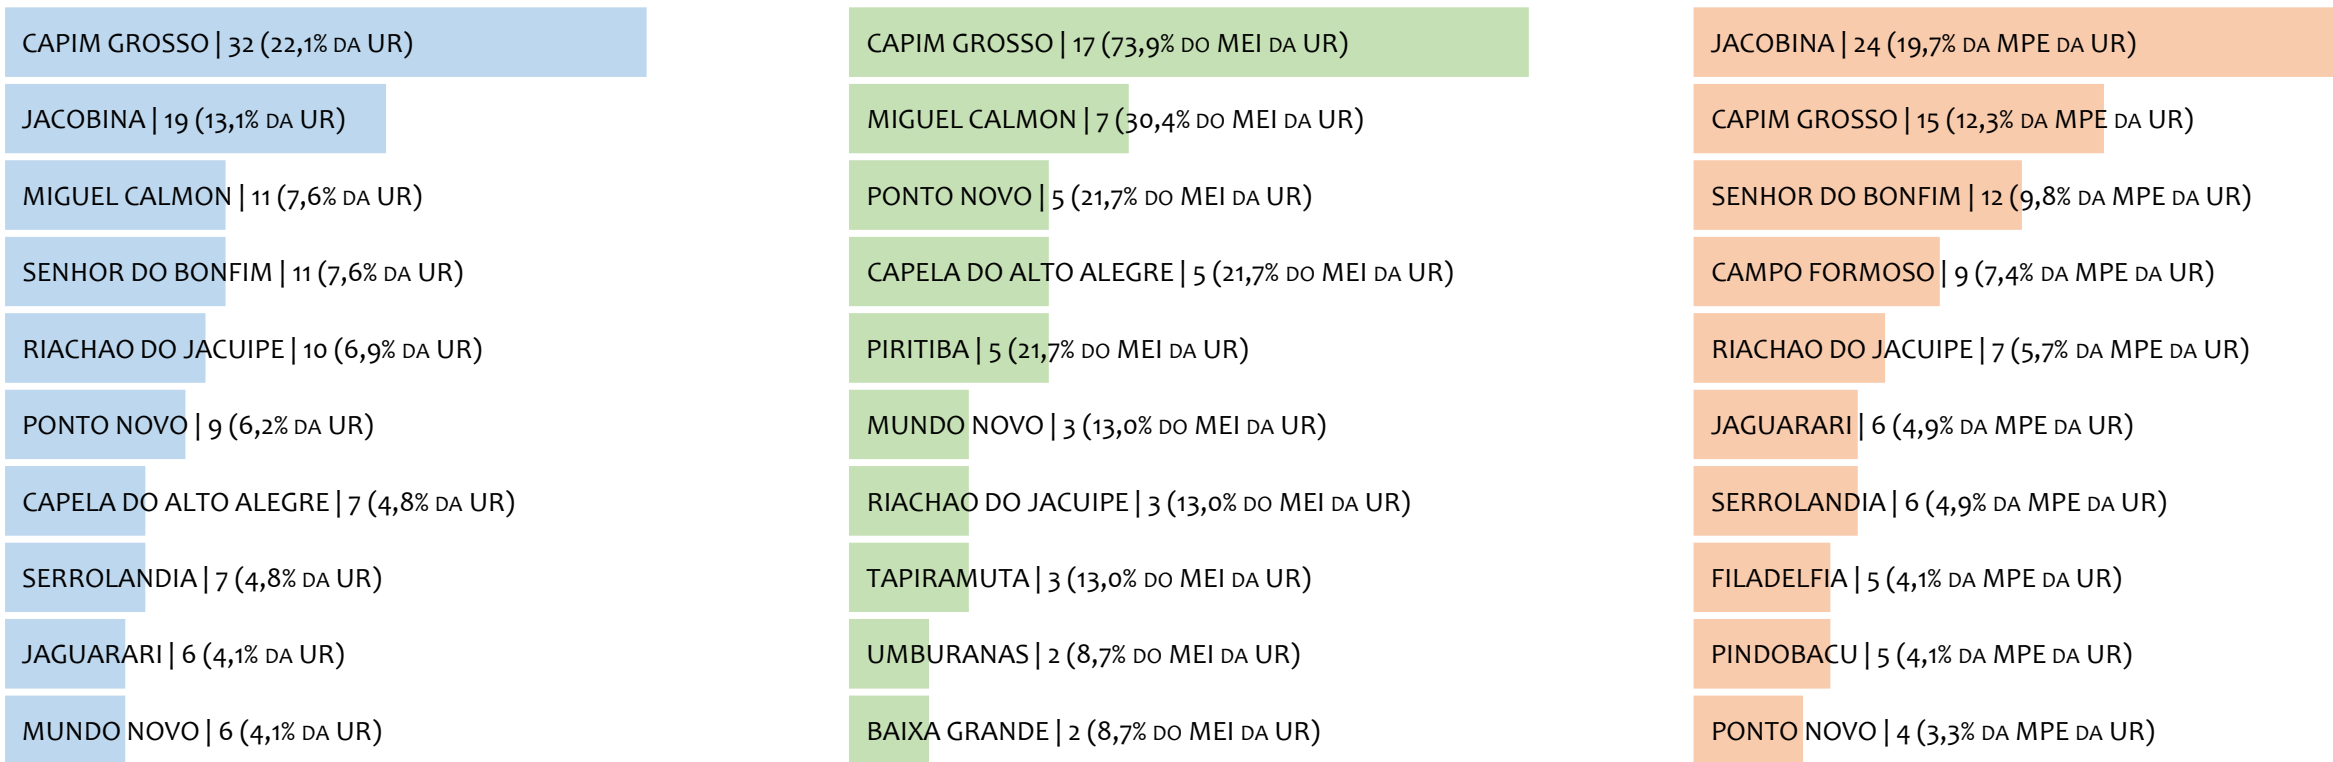 CAPIM GROSSO | 32 (22,1% DA UR)
JACOBINA | 19 (13,1% DA UR)
MIGUEL CALMON | 11 (7,6% DA UR)
SENHOR DO BONFIM | 11 (7,6% DA UR)
RIACHAO DO JACUIPE | 10 (6,9% DA UR)
PONTO NOVO | 9 (6,2% DA UR)
CAPELA DO ALTO ALEGRE | 7 (4,8% DA UR)
SERROLANDIA | 7 (4,8% DA UR)
JAGUARARI | 6 (4,1% DA UR)
MUNDO NOVO | 6 (4,1% DA UR)
CAPIM GROSSO | 17 (73,9% DO MEI DA UR)
MIGUEL CALMON | 7 (30,4% DO MEI DA UR)
PONTO NOVO | 5 (21,7% DO MEI DA UR)
CAPELA DO ALTO ALEGRE | 5 (21,7% DO MEI DA UR)
PIRITIBA | 5 (21,7% DO MEI DA UR)
MUNDO NOVO | 3 (13,0% DO MEI DA UR)
RIACHAO DO JACUIPE | 3 (13,0% DO MEI DA UR)
TAPIRAMUTA | 3 (13,0% DO MEI DA UR)
UMBURANAS | 2 (8,7% DO MEI DA UR)
BAIXA GRANDE | 2 (8,7% DO MEI DA UR)
JACOBINA | 24 (19,7% DA MPE DA UR)
CAPIM GROSSO | 15 (12,3% DA MPE DA UR)
SENHOR DO BONFIM | 12 (9,8% DA MPE DA UR)
CAMPO FORMOSO | 9 (7,4% DA MPE DA UR)
RIACHAO DO JACUIPE | 7 (5,7% DA MPE DA UR)
JAGUARARI | 6 (4,9% DA MPE DA UR)
SERROLANDIA | 6 (4,9% DA MPE DA UR)
FILADELFIA | 5 (4,1% DA MPE DA UR)
PINDOBACU | 5 (4,1% DA MPE DA UR)
PONTO NOVO | 4 (3,3% DA MPE DA UR)